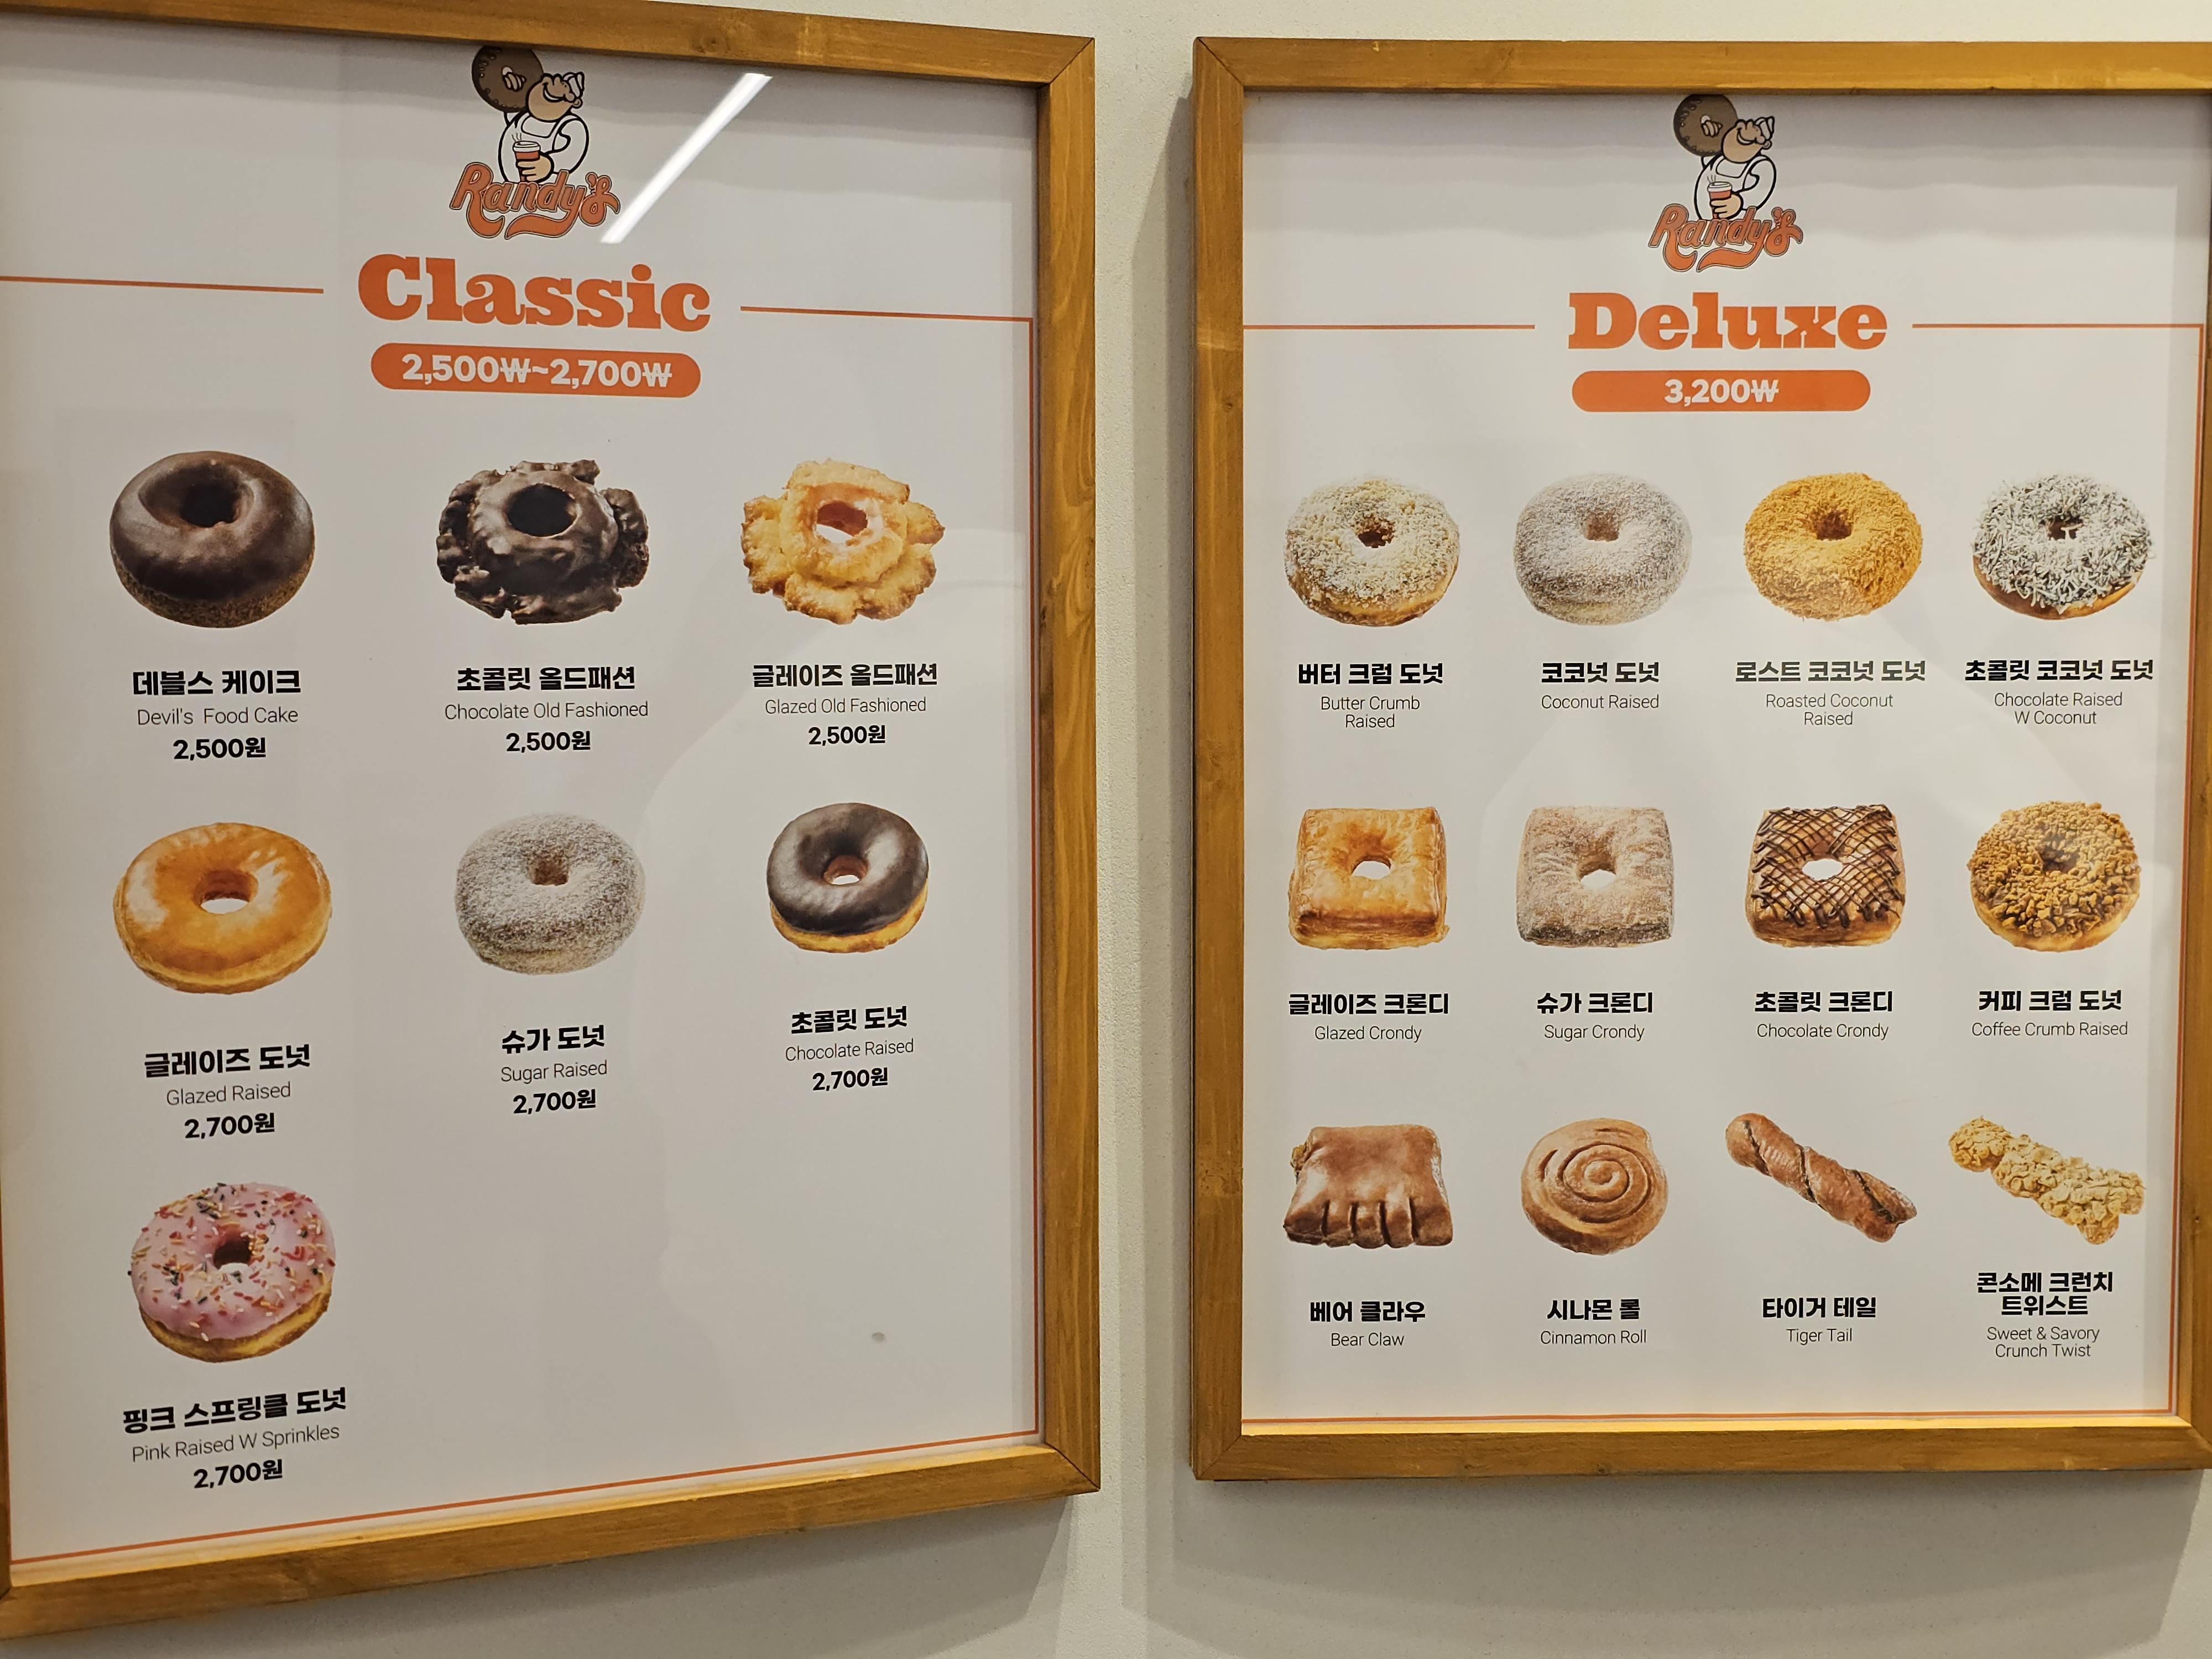 Randy's
Classic
2,500₩~2,700₩
데블스 케이크
Devil's Food Cake
2,500원
초콜릿 올드패션
Chocolate Old Fashioned
2,500원
글레이즈 올드패션
Glazed Old Fashioned
2,500원
글레이즈 도넛
Glazed Raised
2,700원
슈가 도넛
Sugar Raised
2,700원
초콜릿 도넛
Chocolate Raised
2,700원
핑크 스프링클 도넛
Pink Raised W Sprinkles
2,700원
Randy's
Deluxe
3,200₩
버터 크럼 도넛
Butter Crumb
Raised
코코넛 도넛
Coconut Raised
로스트 코코넛 도넛
Roasted Coconut
Raised
초콜릿 코코넛 도넛
Chocolate Raised
W Coconut
글레이즈 크론디
Glazed Crondy
슈가 크론디
Sugar Crondy
초콜릿 크론디
Chocolate Crondy
커피 크럼 도넛
Coffee Crumb Raised
베어 클라우
Bear Claw
시나몬 롤
Cinnamon Roll
타이거 테일
Tiger Tail
콘소메 크런치
트위스트
Sweet & Savory
Crunch Twist